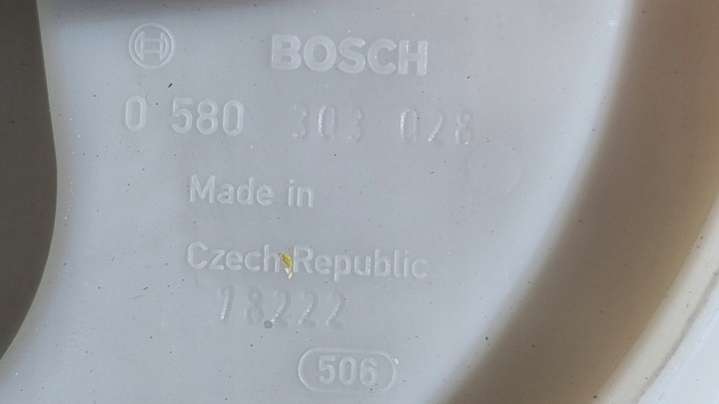 BOSCH
0 580 303 028
Made in
Czech Republic
18222
506